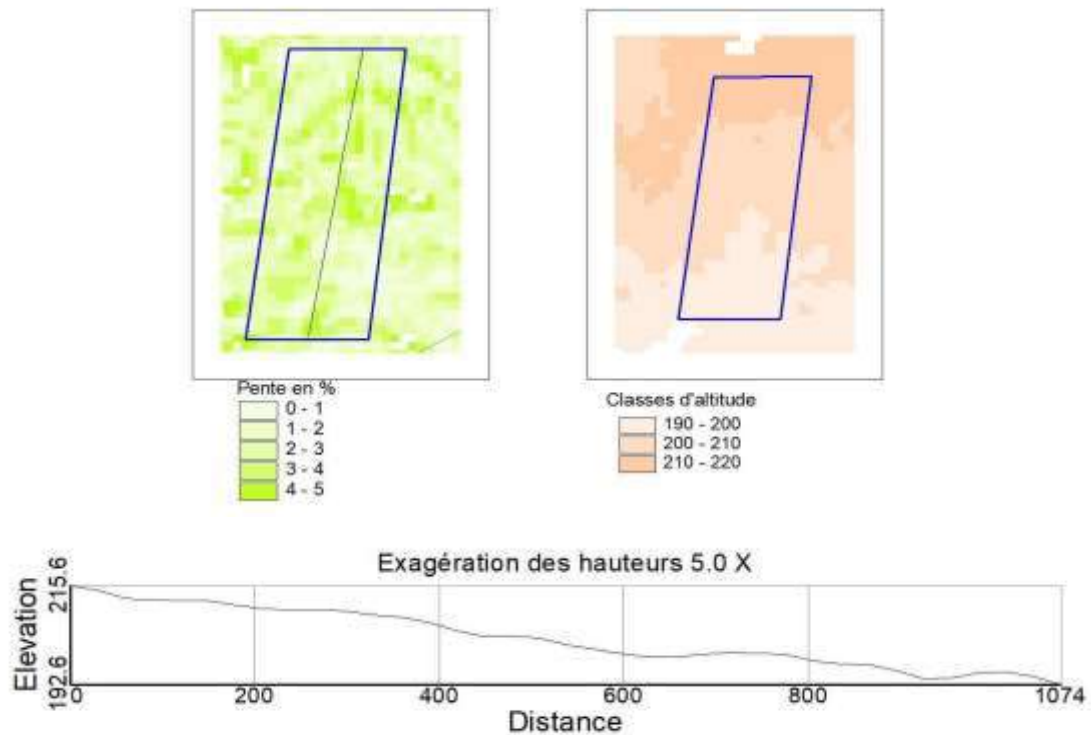 Pente en %
0 - 1
1 - 2
2 - 3
3 - 4
4 - 5
Classes d'altitude
190 - 200
200 - 210
210 - 220
Exagération des hauteurs 5.0 X
Elevation
215.6
192.6
0
200
400
600
800
1074
Distance